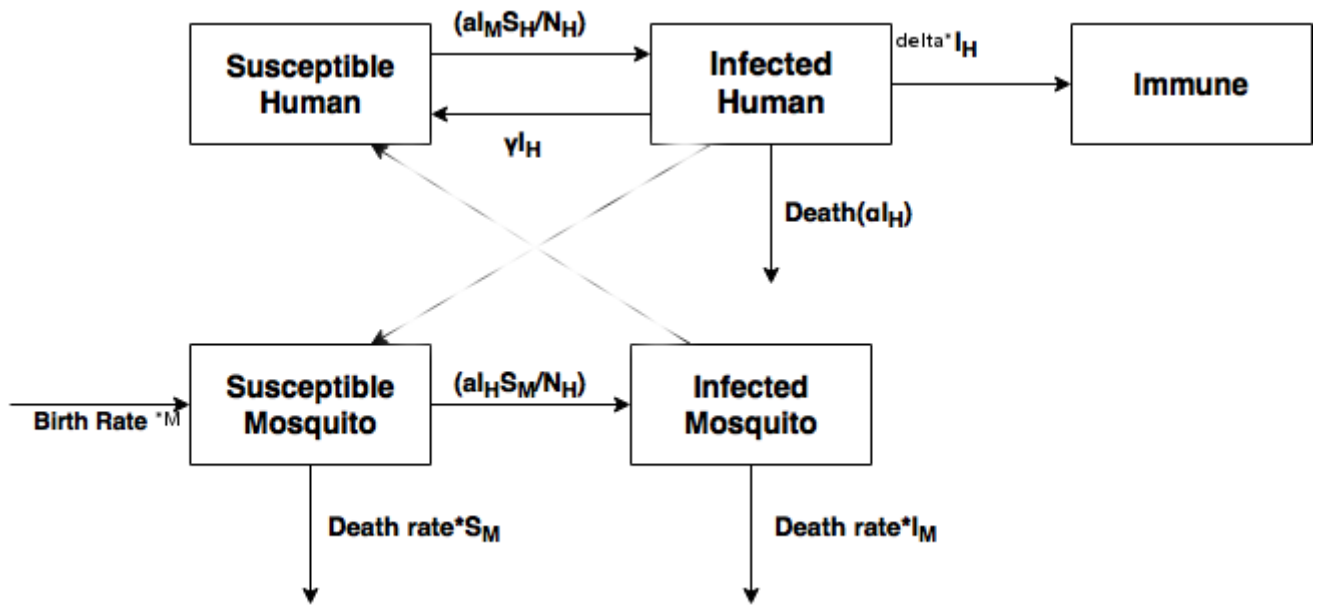 (aI_MS_H/N_H)
Susceptible
Human
Infected
Human
delta* I_H
Immune
γI_H
Death(αI_H)
Susceptible
Mosquito
(aI_HS_M/N_H)
Infected
Mosquito
Birth Rate *M
Death rate*S_M
Death rate*I_M